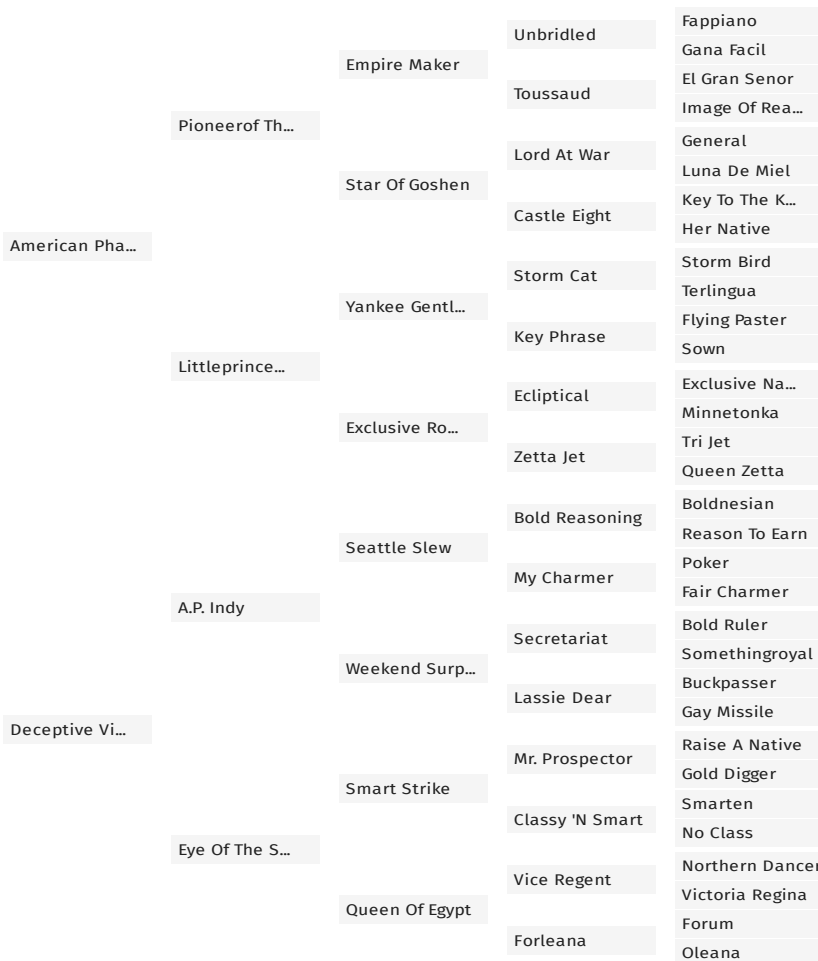 American Pha...
Deceptive Vi...
Pioneerof Th...
Littleprince...
A.P. Indy
Eye Of The S...
Empire Maker
Star Of Goshen
Yankee Gentl...
Exclusive Ro...
Seattle Slew
Weekend Surp...
Smart Strike
Queen Of Egypt
Unbridled
Toussaud
Lord At War
Castle Eight
Storm Cat
Key Phrase
Ecliptical
Zetta Jet
Bold Reasoning
My Charmer
Secretariat
Lassie Dear
Mr. Prospector
Classy 'N Smart
Vice Regent
Forleana
Fappiano
Gana Facil
El Gran Senor
Image Of Rea...
General
Luna De Miel
Key To The K...
Her Native
Storm Bird
Terlingua
Flying Paster
Sown
Exclusive Na...
Minnetonka
Tri Jet
Queen Zetta
Boldnesian
Reason To Earn
Poker
Fair Charmer
Bold Ruler
Somethingroyal
Buckpasser
Gay Missile
Raise A Native
Gold Digger
Smarten
No Class
Northern Dancer
Victoria Regina
Forum
Oleana